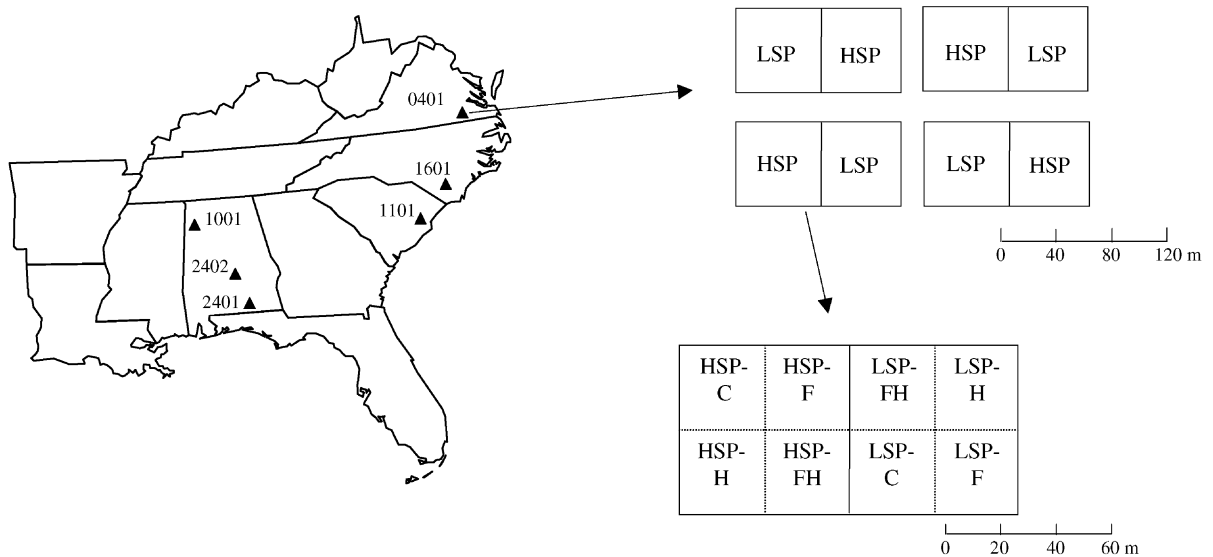 0401
1601
1101
1001
2402
2401
LSP HSP
HSP LSP
HSP LSP
LSP HSP
0 40 80 120 m
HSP- HSP- LSP- LSP-
C F FH H
HSP- HSP- LSP- LSP-
H FH C F
0 20 40 60 m